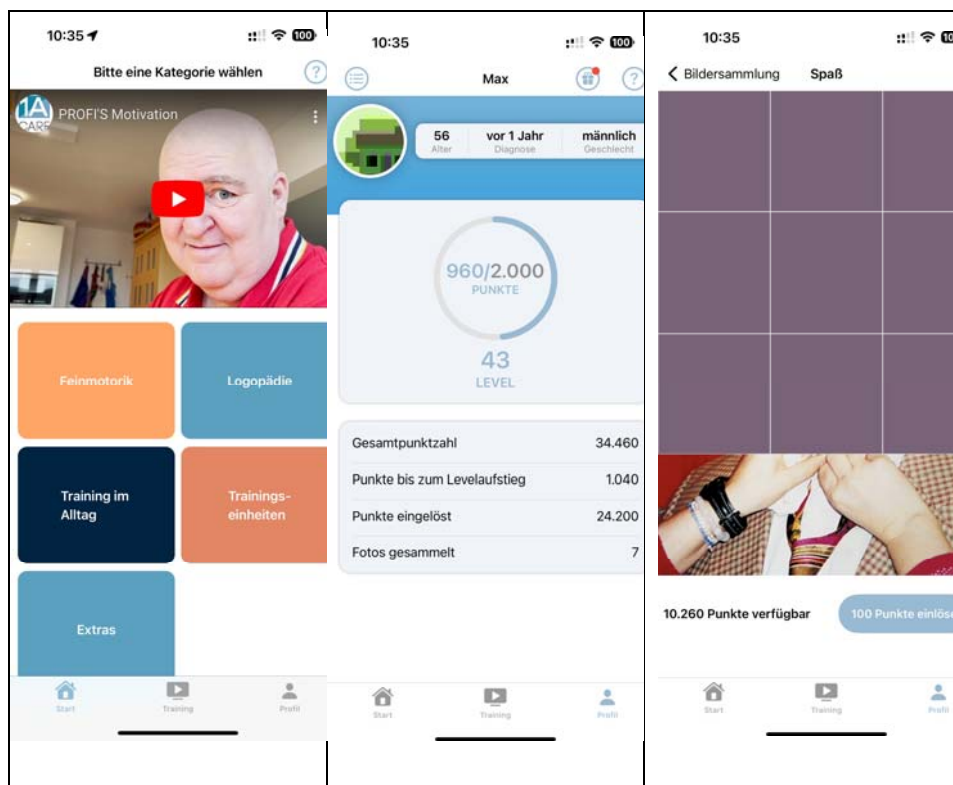 10:35
100
Bitte eine Kategorie wählen
?
1A
CARE
PROFI'S Motivation
Feinmotorik
Logopädie
Training im
Alltag
Trainings-
einheiten
Extras
Start
Training
Profil
10:35
100
Max
?
56
vor 1 Jahr
männlich
Alter
Diagnose
Geschlecht
960/2.000
PUNKTE
43
LEVEL
Gesamtpunktzahl 34.460
Punkte bis zum Levelaufstieg 1.040
Punkte eingelöst 24.200
Fotos gesammelt 7
Start
Training
Profil
10:35
10
Bildersammlung
Spaß
10.260 Punkte verfügbar
100 Punkte einlöse
Start
Training
Profil